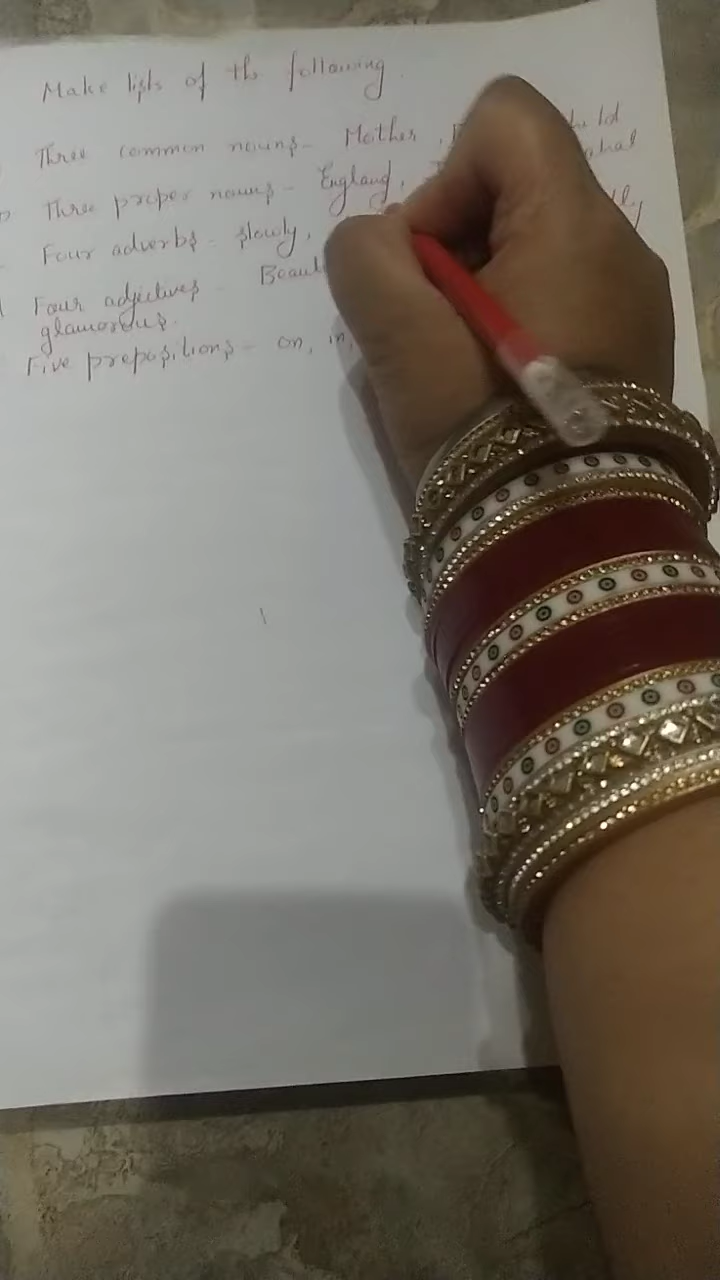 Make lists of the following.
Three common nouns - Mother,
Three proper nouns - England,
Four adverbs - slowly,
Four adjectives -
glamorous.
Five prepositions - on, in,